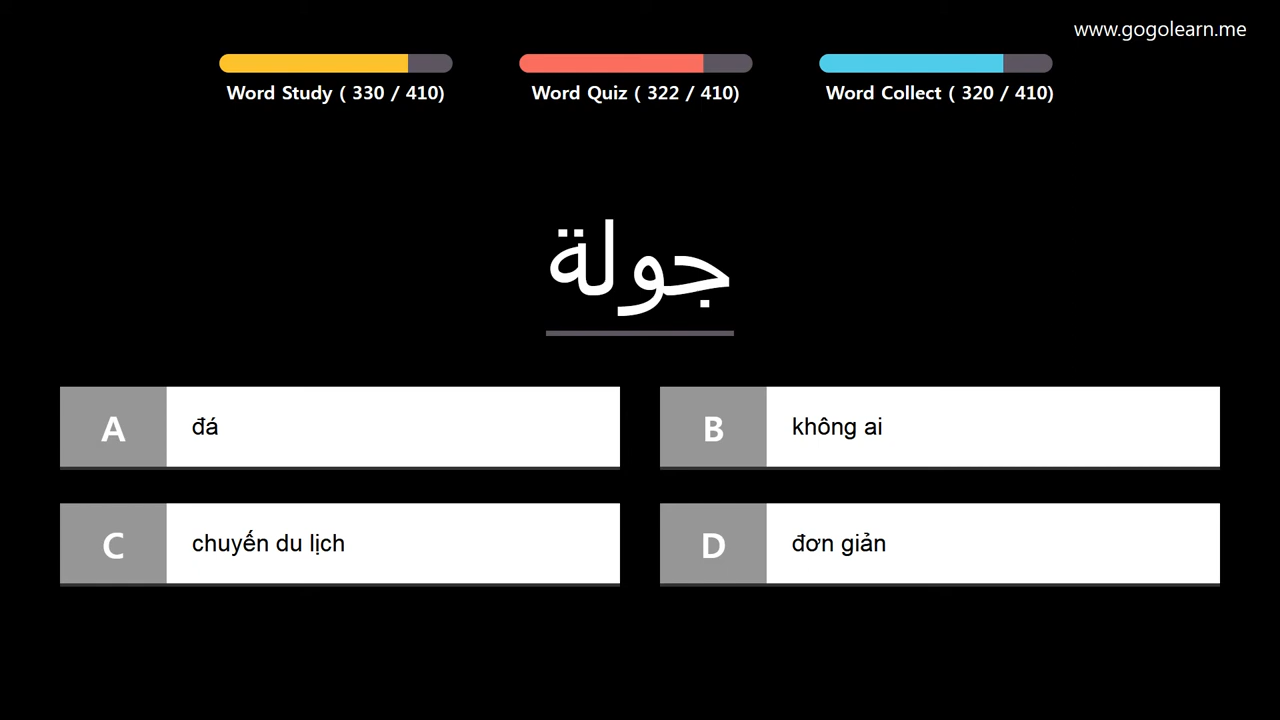 www.gogolearn.me
Word Study ( 330 / 410)
Word Quiz ( 322 / 410)
Word Collect ( 320 / 410)
جولة
A đá
B không ai
C chuyến du lịch
D đơn giản